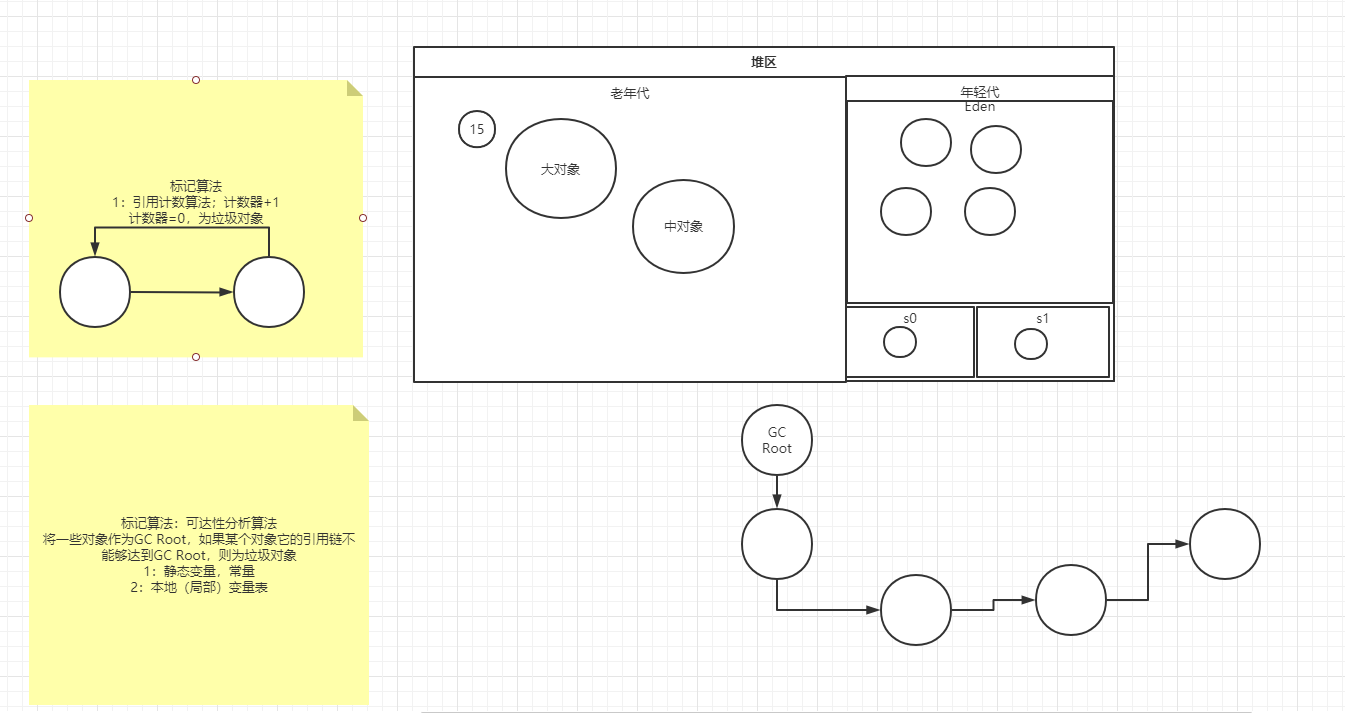 标记算法
1：引用计数算法；计数器+1
计数器=0，为垃圾对象
堆区
老年代
15
大对象
中对象
年轻代
Eden
s0
s1
标记算法：可达性分析算法
将一些对象作为GC Root，如果某个对象它的引用链不
能够达到GC Root，则为垃圾对象
1：静态变量，常量
2：本地（局部）变量表
GC
Root